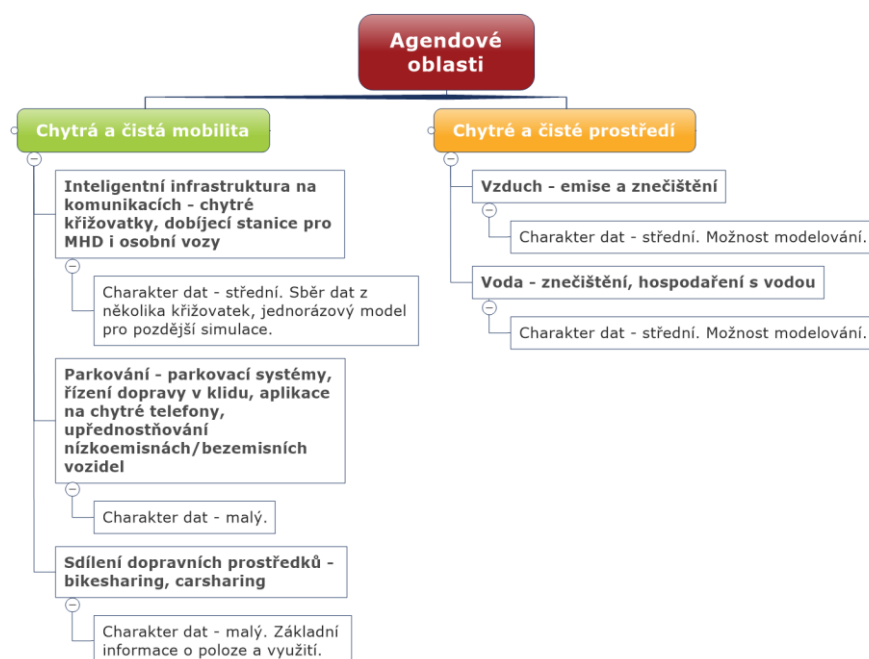 Agendové
oblasti
Chytrá a čistá mobilita
Inteligentní infrastruktura na
komunikacích - chytré
křižovatky, dobíjecí stanice pro
MHD i osobní vozy
Charakter dat - střední. Sběr dat z
několika křižovatek, jednorázový model
pro pozdější simulace.
Parkování - parkovací systémy,
řízení dopravy v klidu, aplikace
na chytré telefony,
upřednostňování
nízkoemisnách/bezemisních
vozidel
Charakter dat - malý.
Sdílení dopravních prostředků -
bikesharing, carsharing
Charakter dat - malý. Základní
informace o poloze a využití.
Chytré a čisté prostředí
Vzduch - emise a znečištění
Charakter dat - střední. Možnost modelování.
Voda - znečištění, hospodaření s vodou
Charakter dat - střední. Možnost modelování.